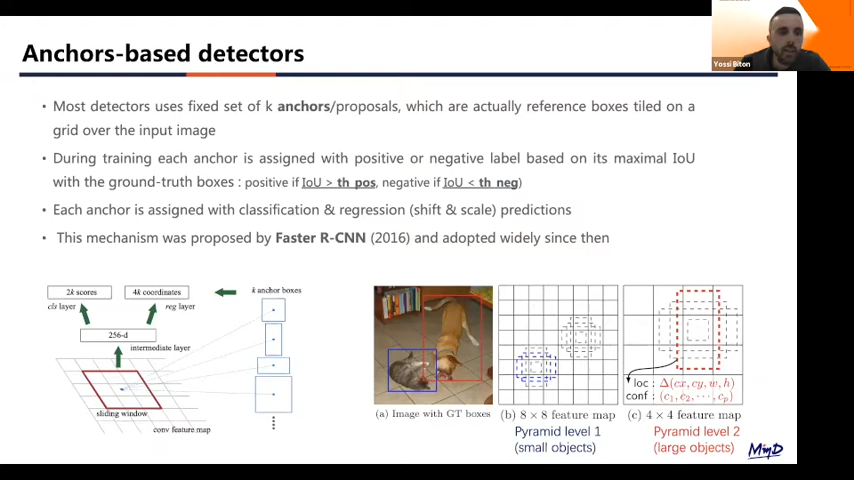 Yossi Biton
Anchors-based detectors
• Most detectors uses fixed set of k anchors/proposals, which are actually reference boxes tiled on a
grid over the input image
• During training each anchor is assigned with positive or negative label based on its maximal IoU
with the ground-truth boxes : positive if IoU > th_pos, negative if IoU < th_neg)
• Each anchor is assigned with classification & regression (shift & scale) predictions
• This mechanism was proposed by Faster R-CNN (2016) and adopted widely since then
2k scores
4k coordinates
k anchor boxes
cls layer
reg layer
256-d
intermediate layer
sliding window
conv feature map
loc : Δ(cx, cy, w, h)
conf : (c₁, c₂, ⋯, cₚ)
(a) Image with GT boxes
(b) 8 × 8 feature map
(c) 4 × 4 feature map
Pyramid level 1
(small objects)
Pyramid level 2
(large objects)
MinD